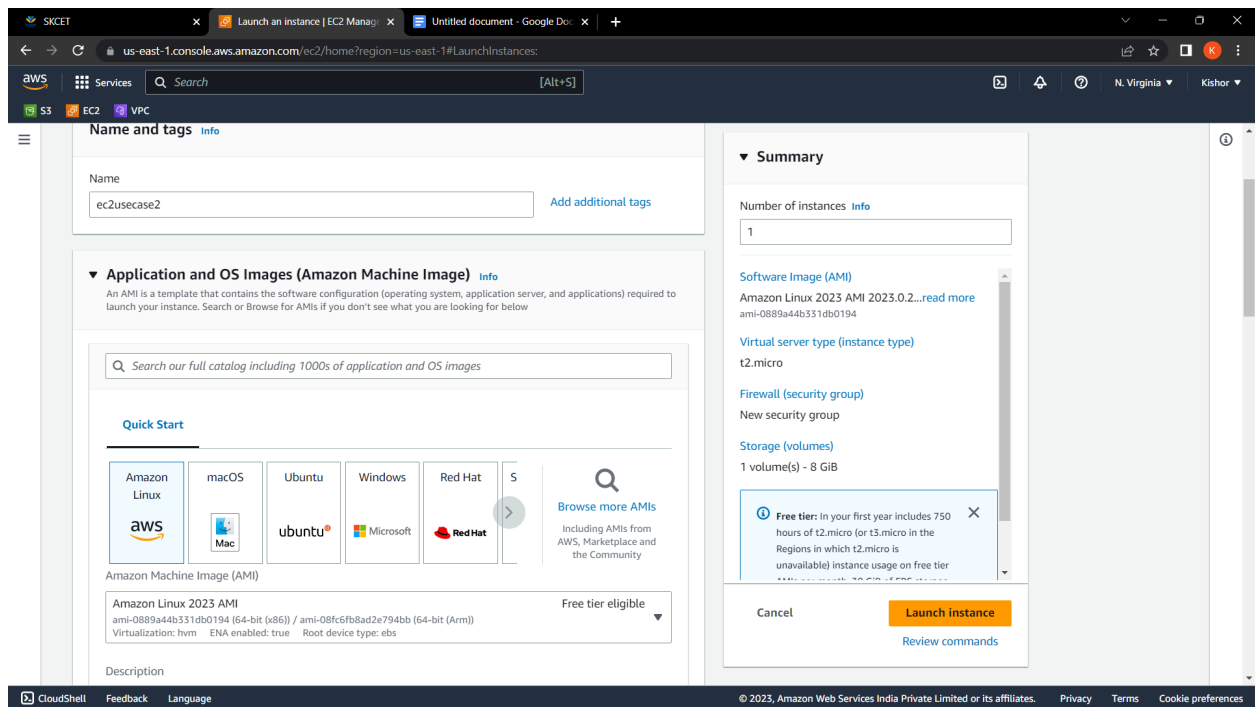 SKCET
Launch an instance | EC2 Manage
Untitled document - Google Doc
us-east-1.console.aws.amazon.com/ec2/home?region=us-east-1#LaunchInstances:
K
aws
Services
Search
[Alt+S]
N. Virginia
Kishor
S3
EC2
VPC
Name and tags Info
Name
ec2usecase2
Add additional tags
Application and OS Images (Amazon Machine Image) Info
An AMI is a template that contains the software configuration (operating system, application server, and applications) required to
launch your instance. Search or Browse for AMIs if you don't see what you are looking for below
Search our full catalog including 1000s of application and OS images
Quick Start
Amazon
Linux
aws
macOS
Mac
Ubuntu
ubuntu
Windows
Microsoft
Red Hat
Red Hat
S
Browse more AMIs
Including AMIs from
AWS, Marketplace and
the Community
Amazon Machine Image (AMI)
Amazon Linux 2023 AMI
Free tier eligible
ami-0889a44b331db0194 (64-bit (x86)) / ami-08fc6fb8ad2e794bb (64-bit (Arm))
Virtualization: hvm ENA enabled: true Root device type: ebs
Description
Summary
Number of instances Info
1
Software Image (AMI)
Amazon Linux 2023 AMI 2023.0.2...read more
ami-0889a44b331db0194
Virtual server type (instance type)
t2.micro
Firewall (security group)
New security group
Storage (volumes)
1 volume(s) - 8 GiB
Free tier: In your first year includes 750
hours of t2.micro (or t3.micro in the
Regions in which t2.micro is
unavailable) instance usage on free tier
AMIs per month, 30 GiB of EBS storage,
Cancel
Launch instance
Review commands
CloudShell
Feedback
Language
© 2023, Amazon Web Services India Private Limited or its affiliates.
Privacy
Terms
Cookie preferences